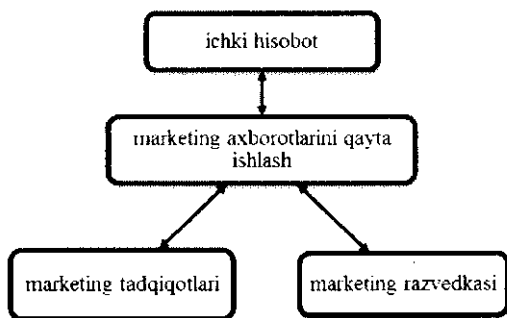 ichki hisobot
marketing axborotlarini qayta
ishlash
marketing tadqiqotlari
marketing razvedkasi